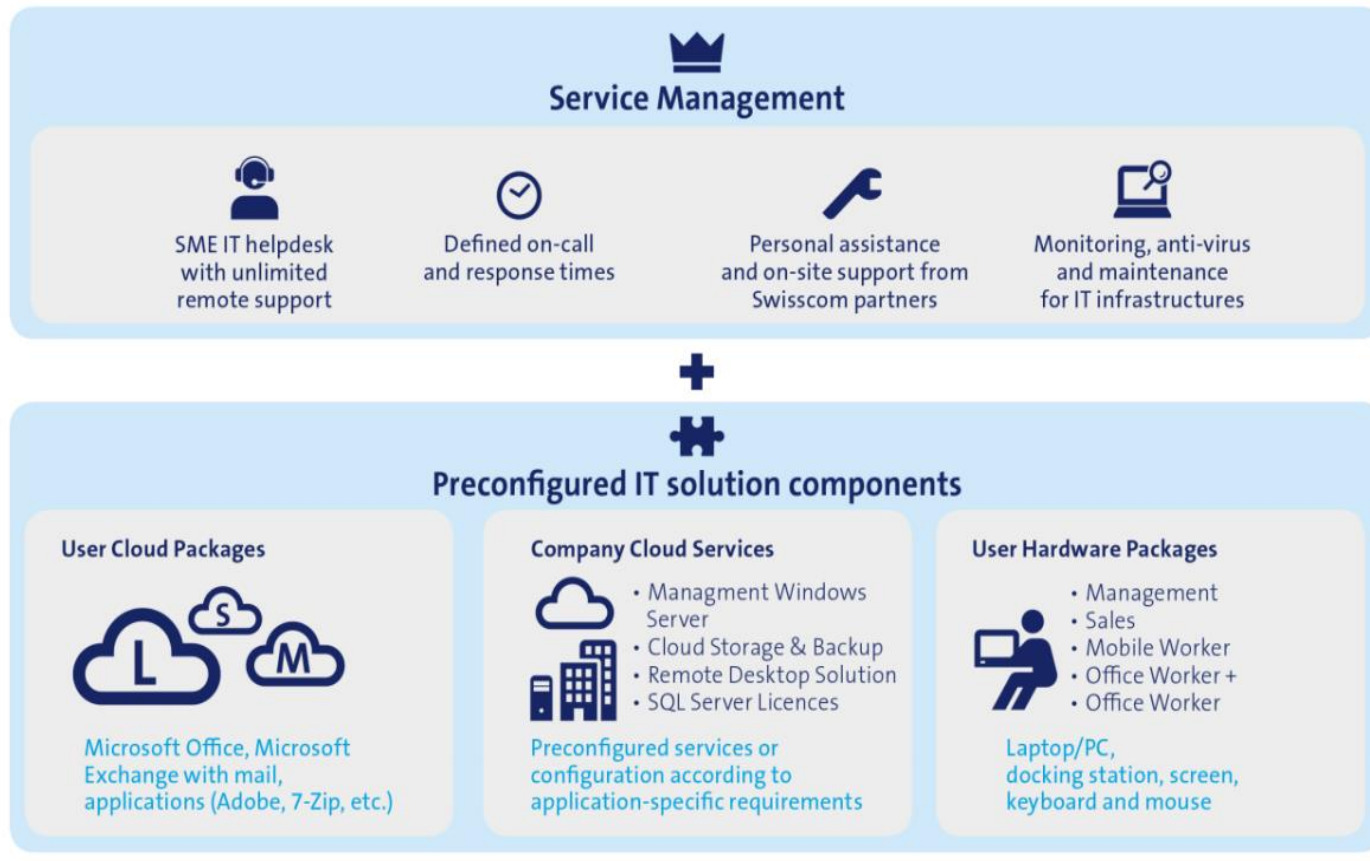 Service Management
SME IT helpdesk
with unlimited
remote support
Defined on-call
and response times
Personal assistance
and on-site support from
Swisscom partners
Monitoring, anti-virus
and maintenance
for IT infrastructures
Preconfigured IT solution components
User Cloud Packages
L
S
M
Microsoft Office, Microsoft
Exchange with mail,
applications (Adobe, 7-Zip, etc.)
Company Cloud Services
• Managment Windows
Server
• Cloud Storage & Backup
• Remote Desktop Solution
• SQL Server Licences
Preconfigured services or
configuration according to
application-specific requirements
User Hardware Packages
• Management
• Sales
• Mobile Worker
• Office Worker +
• Office Worker
Laptop/PC,
docking station, screen,
keyboard and mouse